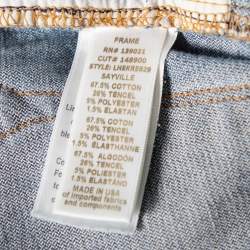 FRAME
RN# 139021
CUT# 148900
STYLE# LHERRE829
SAYVILLE
67.5% COTTON
26% TENCEL
5% POLYESTER
1.5% ELASTAN
67.5% COTON
26% TENCEL
5% POLYESTER
1.5% ELASTHANNE
67.5% ALGODÓN
26% TENCEL
5% POLIÉSTER
1.5% ELASTANO
MADE IN USA
of imported fabrics
and components